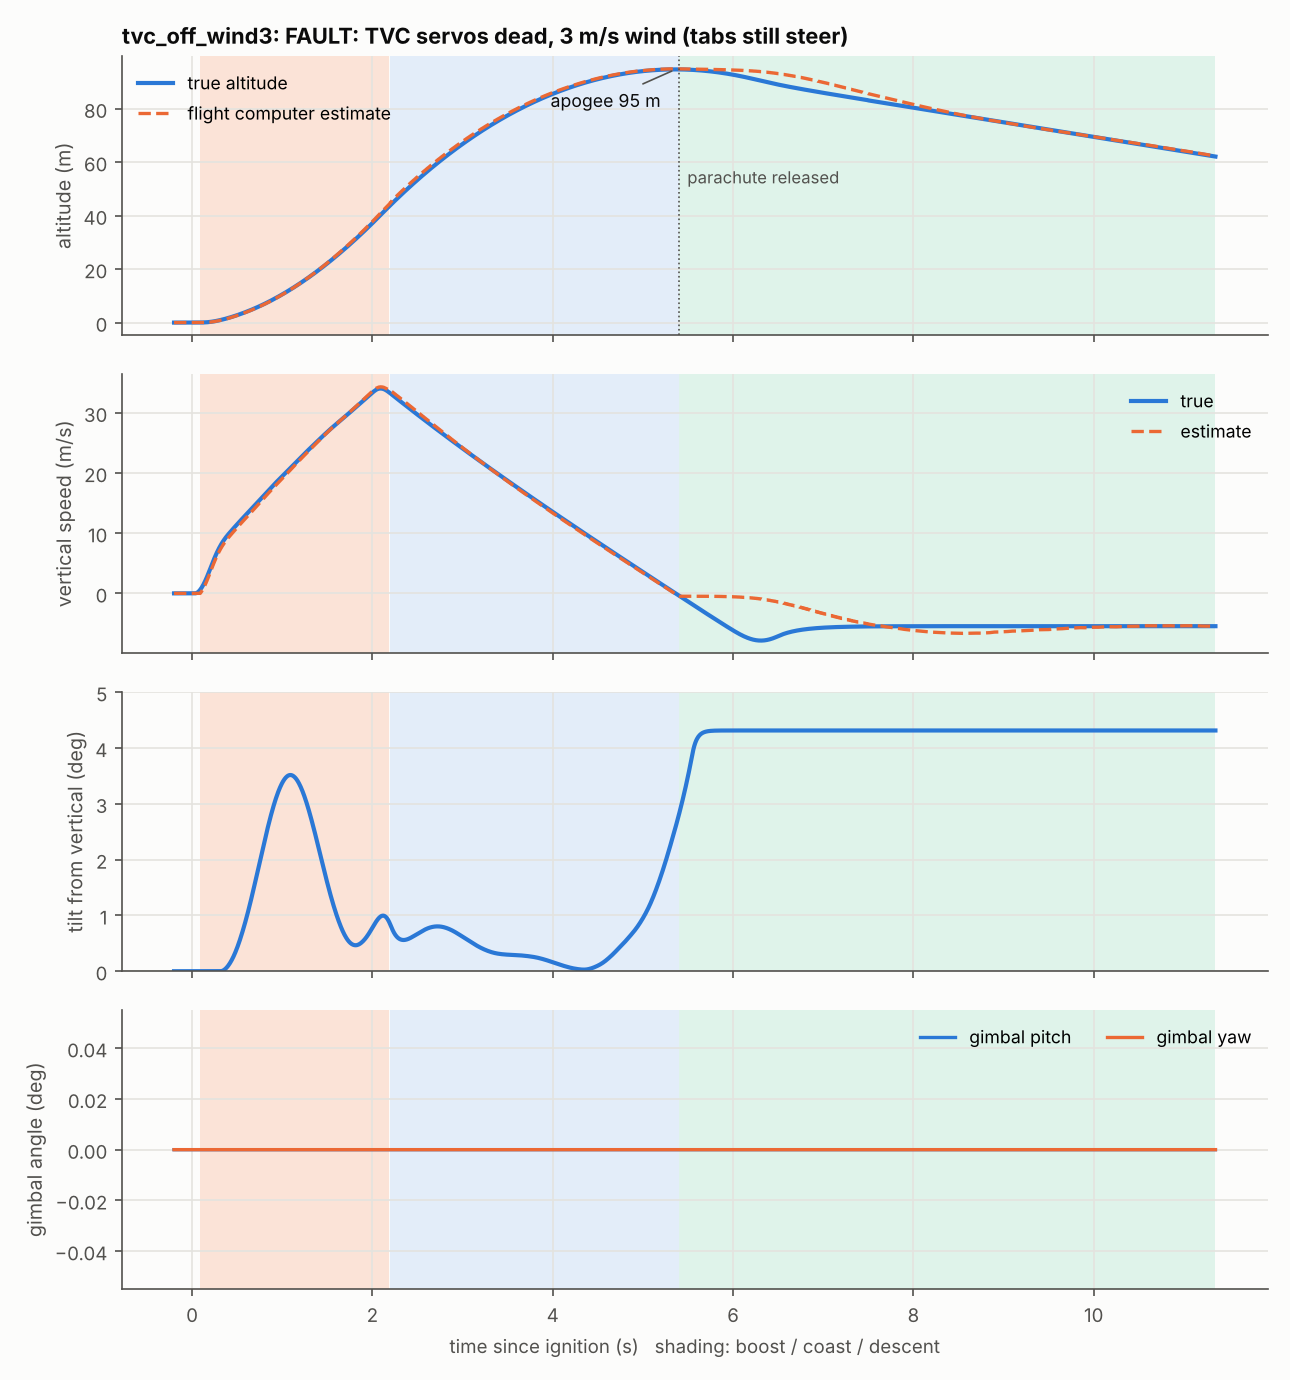 tvc_off_wind3: FAULT: TVC servos dead, 3 m/s wind (tabs still steer)
true altitude
flight computer estimate
apogee 95 m
parachute released
altitude (m)
80
60
40
20
0
true
estimate
vertical speed (m/s)
30
20
10
0
tilt from vertical (deg)
5
4
3
2
1
0
gimbal pitch
gimbal yaw
gimbal angle (deg)
0.04
0.02
0.00
−0.02
−0.04
0 2 4 6 8 10
time since ignition (s) shading: boost / coast / descent